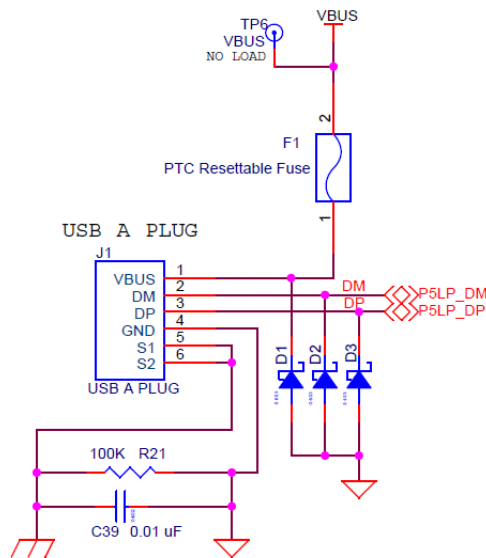 TP6
VBUS
VBUS
NO LOAD
2
F1
PTC Resettable Fuse
1
USB A PLUG
J1
VBUS 1
DM 2 DM P5LP_DM
DP 3 DP P5LP_DP
GND 4
S1 5
S2 6
USB A PLUG
D1
D2
D3
100K R21
C39 0.01 uF